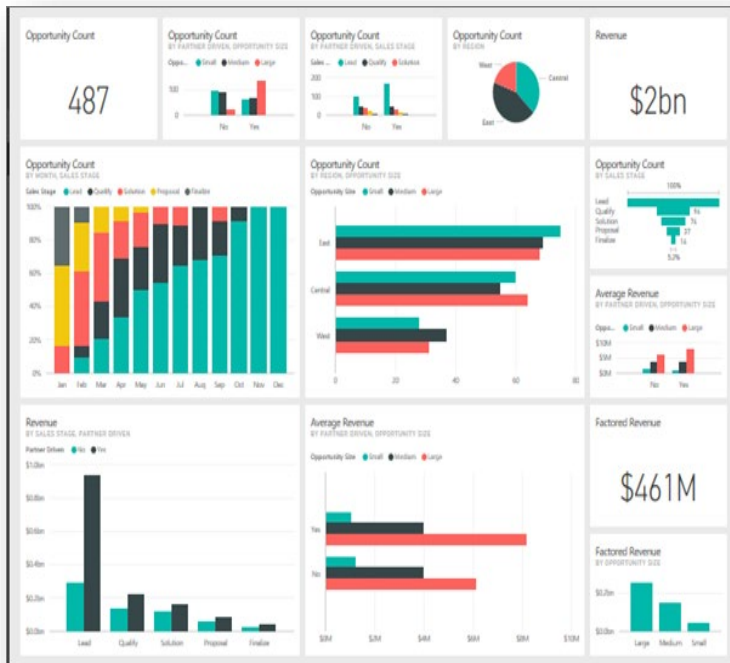 Opportunity Count
487
Opportunity Count
BY PARTNER DRIVEN, OPPORTUNITY SIZE
Oppo... Small Medium Large
100
0
No Yes
Opportunity Count
BY PARTNER DRIVEN, SALES STAGE
Sales ... Lead Qualify Solution
200
100
0
No Yes
Opportunity Count
BY REGION
West
Central
East
Revenue
$2bn
Opportunity Count
BY MONTH, SALES STAGE
Sales Stage Lead Qualify Solution Proposal Finalize
100%
80%
60%
40%
20%
0%
Jan Feb Mar Apr May Jun Jul Aug Sep Oct Nov Dec
Opportunity Count
BY REGION, OPPORTUNITY SIZE
Opportunity Size Small Medium Large
East
Central
West
0 20 40 60 80
Opportunity Count
BY SALES STAGE
100%
Lead
Qualify 94
Solution
Proposal 37
Finalize 14
5.2%
Average Revenue
BY PARTNER DRIVEN, OPPORTUNITY SIZE
Oppo... Small Medium Large
$10M
$5M
$0M
No Yes
Revenue
BY SALES STAGE, PARTNER DRIVEN
Partner Driven No Yes
$1.0bn
$0.8bn
$0.6bn
$0.4bn
$0.2bn
$0.0bn
Lead Qualify Solution Proposal Finalize
Average Revenue
BY PARTNER DRIVEN, OPPORTUNITY SIZE
Opportunity Size Small Medium Large
Yes
No
$0M $2M $4M $6M $8M $10M
Factored Revenue
$461M
Factored Revenue
BY OPPORTUNITY SIZE
$0.2bn
$0.0bn
Large Medium Small